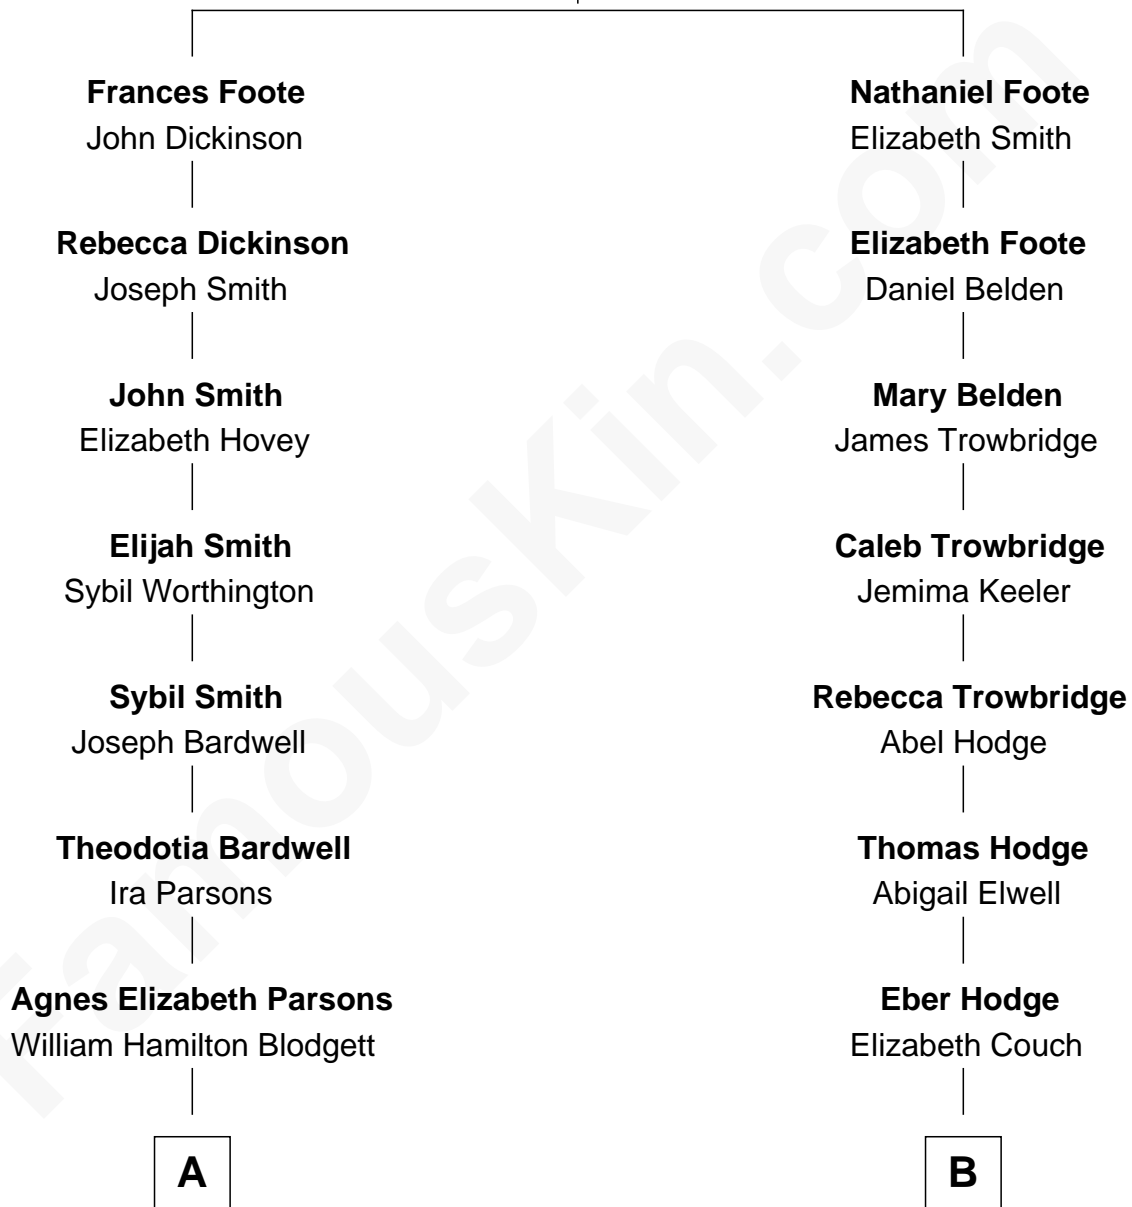 Frances Foote
John Dickinson
Rebecca Dickinson
Joseph Smith
John Smith
Elizabeth Hovey
Elijah Smith
Sybil Worthington
Sybil Smith
Joseph Bardwell
Theodotia Bardwell
Ira Parsons
Agnes Elizabeth Parsons
William Hamilton Blodgett
A
Nathaniel Foote
Elizabeth Smith
Elizabeth Foote
Daniel Belden
Mary Belden
James Trowbridge
Caleb Trowbridge
Jemima Keeler
Rebecca Trowbridge
Abel Hodge
Thomas Hodge
Abigail Elwell
Eber Hodge
Elizabeth Couch
B
FamousKin.com